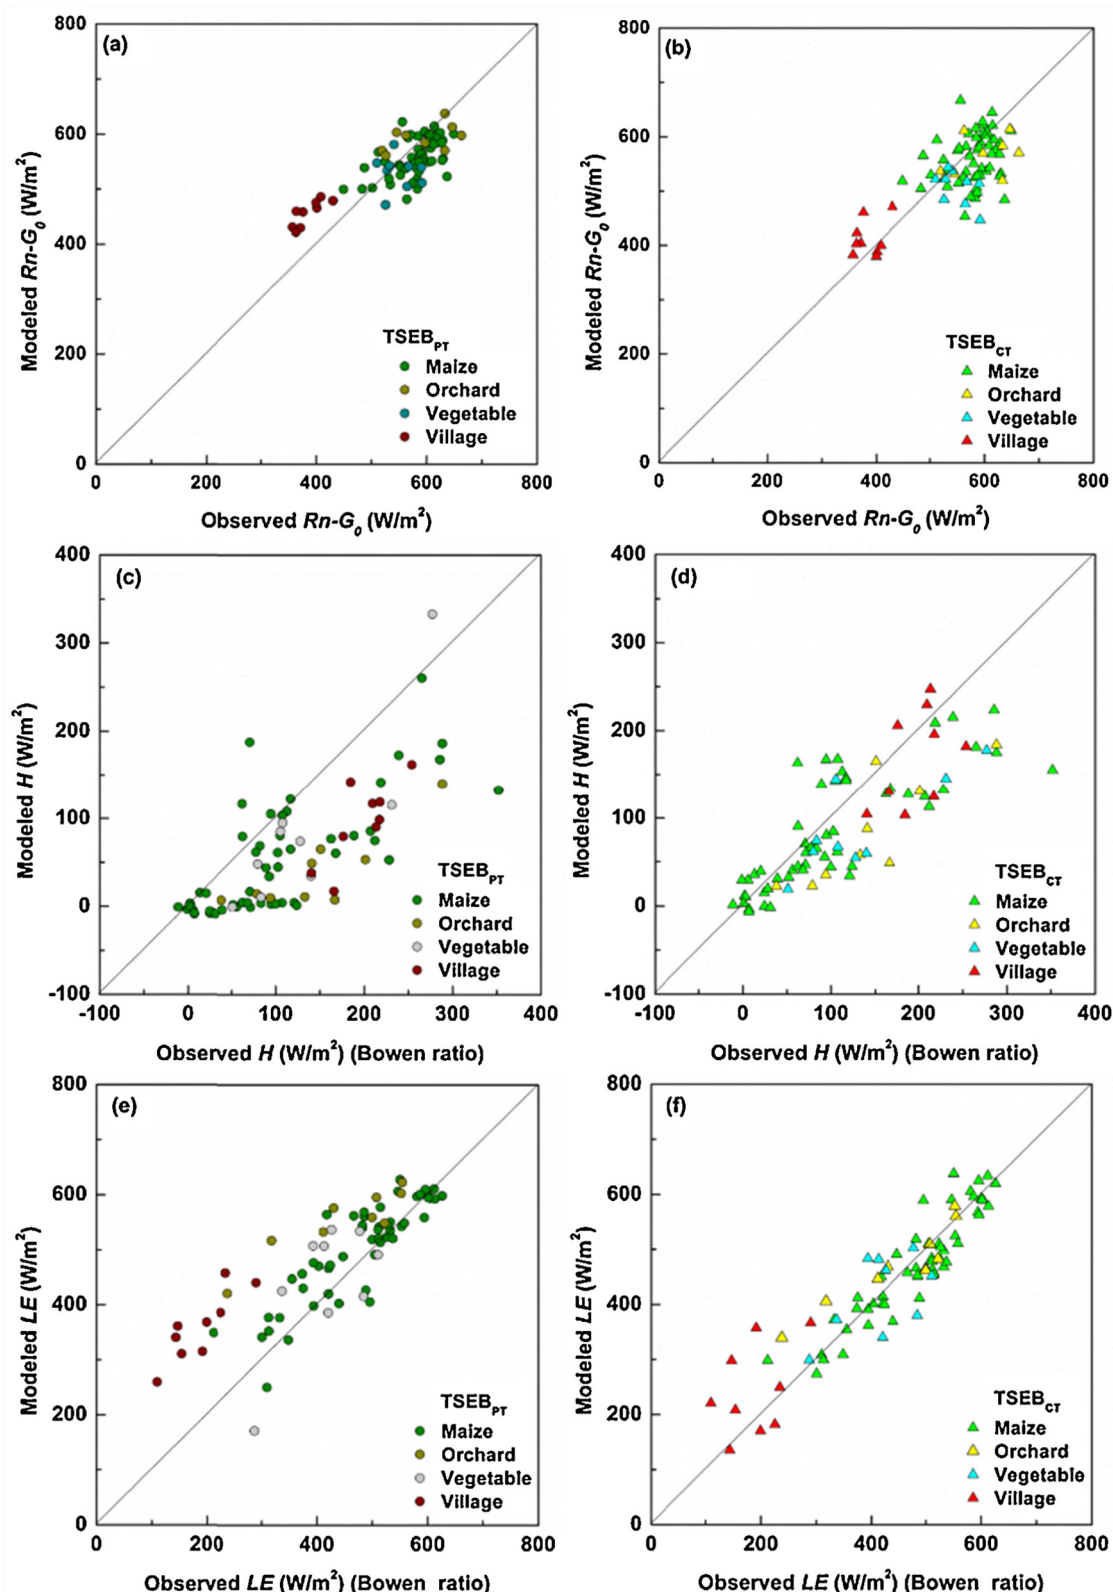 (a)
800
600
400
200
0
Modeled Rn-G0 (W/m2)
TSEBPT
Maize
Orchard
Vegetable
Village
0 200 400 600 800
Observed Rn-G0 (W/m2)
(b)
800
600
400
200
0
Modeled Rn-G0 (W/m2)
TSEBCT
Maize
Orchard
Vegetable
Village
0 200 400 600 800
Observed Rn-G0 (W/m2)
(c)
400
300
200
100
0
-100
Modeled H (W/m2)
TSEBPT
Maize
Orchard
Vegetable
Village
-100 0 100 200 300 400
Observed H (W/m2) (Bowen ratio)
(d)
400
300
200
100
0
-100
Modeled H (W/m2)
TSEBCT
Maize
Orchard
Vegetable
Village
-100 0 100 200 300 400
Observed H (W/m2) (Bowen ratio)
(e)
800
600
400
200
0
Modeled LE (W/m2)
TSEBPT
Maize
Orchard
Vegetable
Village
0 200 400 600 800
Observed LE (W/m2) (Bowen ratio)
(f)
800
600
400
200
0
Modeled LE (W/m2)
TSEBCT
Maize
Orchard
Vegetable
Village
0 200 400 600 800
Observed LE (W/m2) (Bowen ratio)